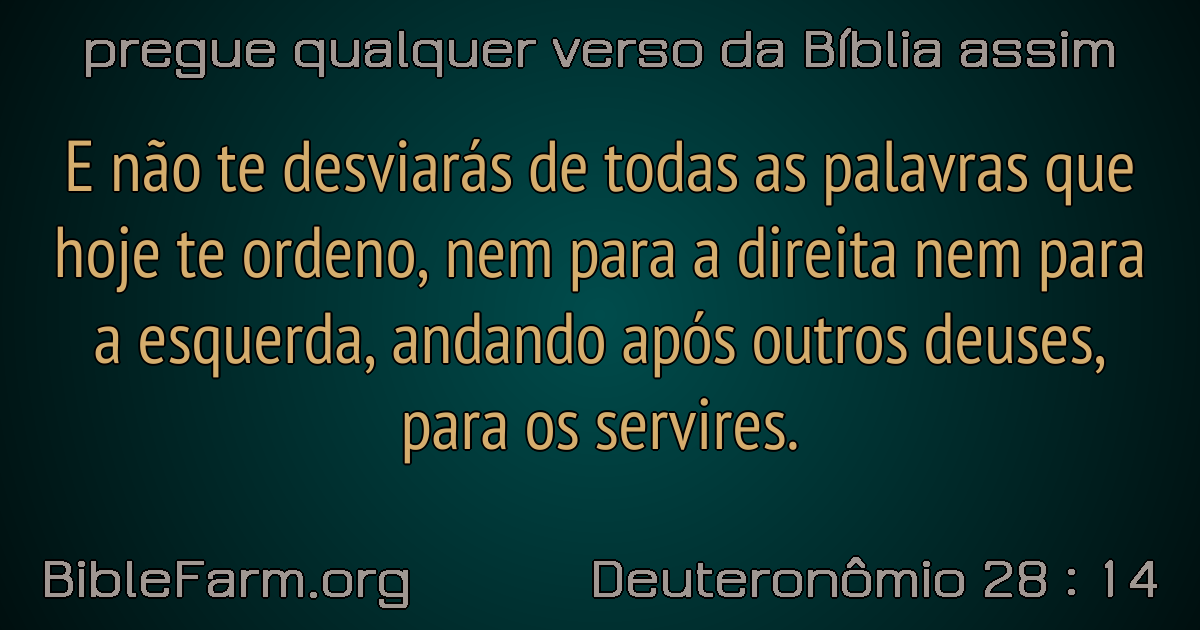 pregue qualquer verso da Bíblia assim
E não te desviarás de todas as palavras que
hoje te ordeno, nem para a direita nem para
a esquerda, andando após outros deuses,
para os servires.
BibleFarm.org
Deuteronômio 28 : 14